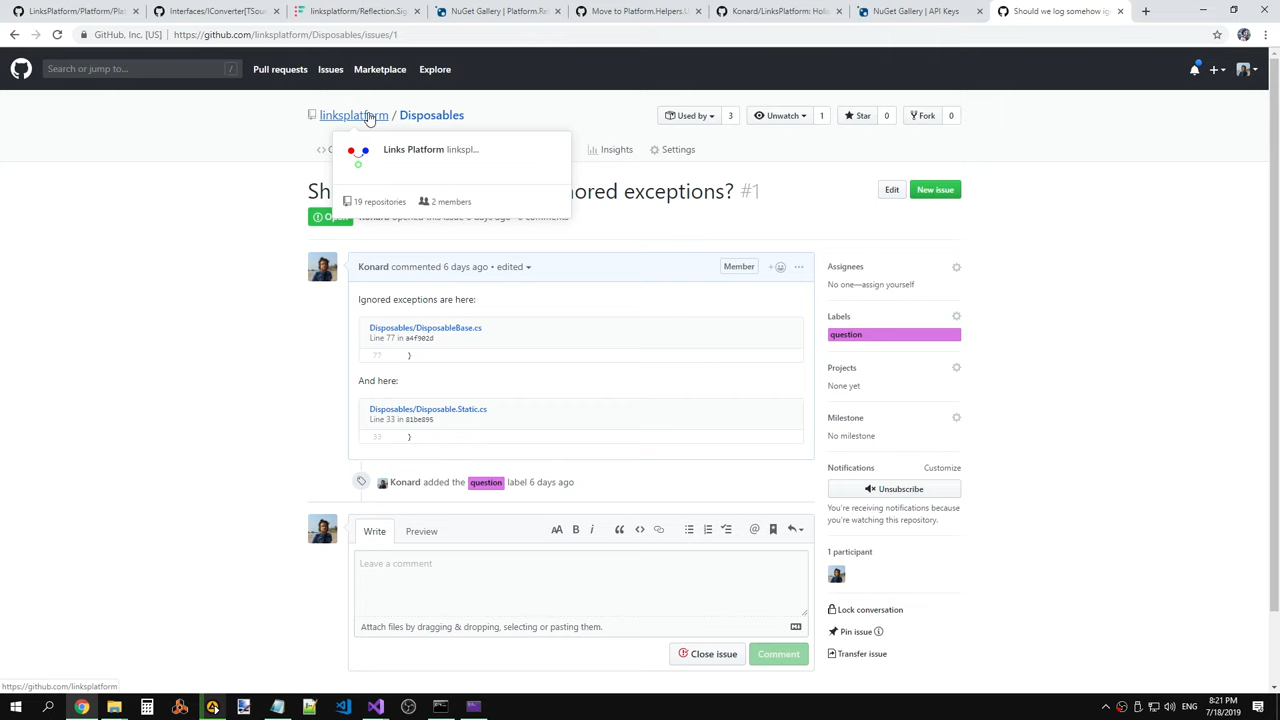 LinksPlatform/Platform/Plat
Interfaces/IConverter[TSourc
linksplatform/Reflection.Sig
NuGet Gallery | Platform.Re
Move to Platform.Helpers.U
Konard/LinksPlatform:
NuGet Gallery | API Keys
Should we log somehow ig
GitHub, Inc. [US] | https://github.com/linksplatform/Disposables/issues/1
Search or jump to... /
Pull requests Issues Marketplace Explore
linksplatform / Disposables
Used by 3 Unwatch 1 Star 0 Fork 0
Links Platform linkspl...
19 repositories 2 members
Insights Settings
Sh nored exceptions? #1
Edit New issue
Konard commented 6 days ago • edited
Member
Ignored exceptions are here:
Disposables/DisposableBase.cs
Line 77 in a4f902d
77 }
And here:
Disposables/Disposable.Static.cs
Line 33 in 81be895
33 }
Konard added the question label 6 days ago
Write Preview
AA B i
Leave a comment
Attach files by dragging & dropping, selecting or pasting them.
Close issue Comment
Assignees
No one—assign yourself
Labels
question
Projects
None yet
Milestone
No milestone
Notifications Customize
Unsubscribe
You're receiving notifications because
you're watching this repository.
1 participant
Lock conversation
Pin issue
Transfer issue
https://github.com/linksplatform
ENG
8:21 PM
7/18/2019